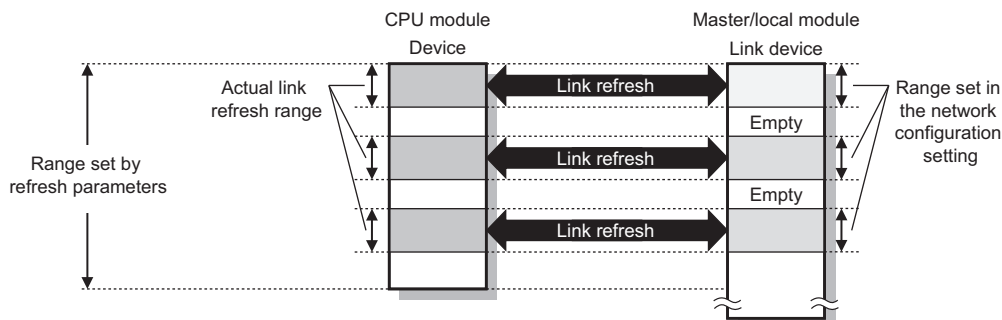 CPU module
Master/local module
Device
Link device
Actual link
refresh range
Link refresh
Range set in
the network
configuration
setting
Empty
Range set by
refresh parameters
Link refresh
Empty
Link refresh